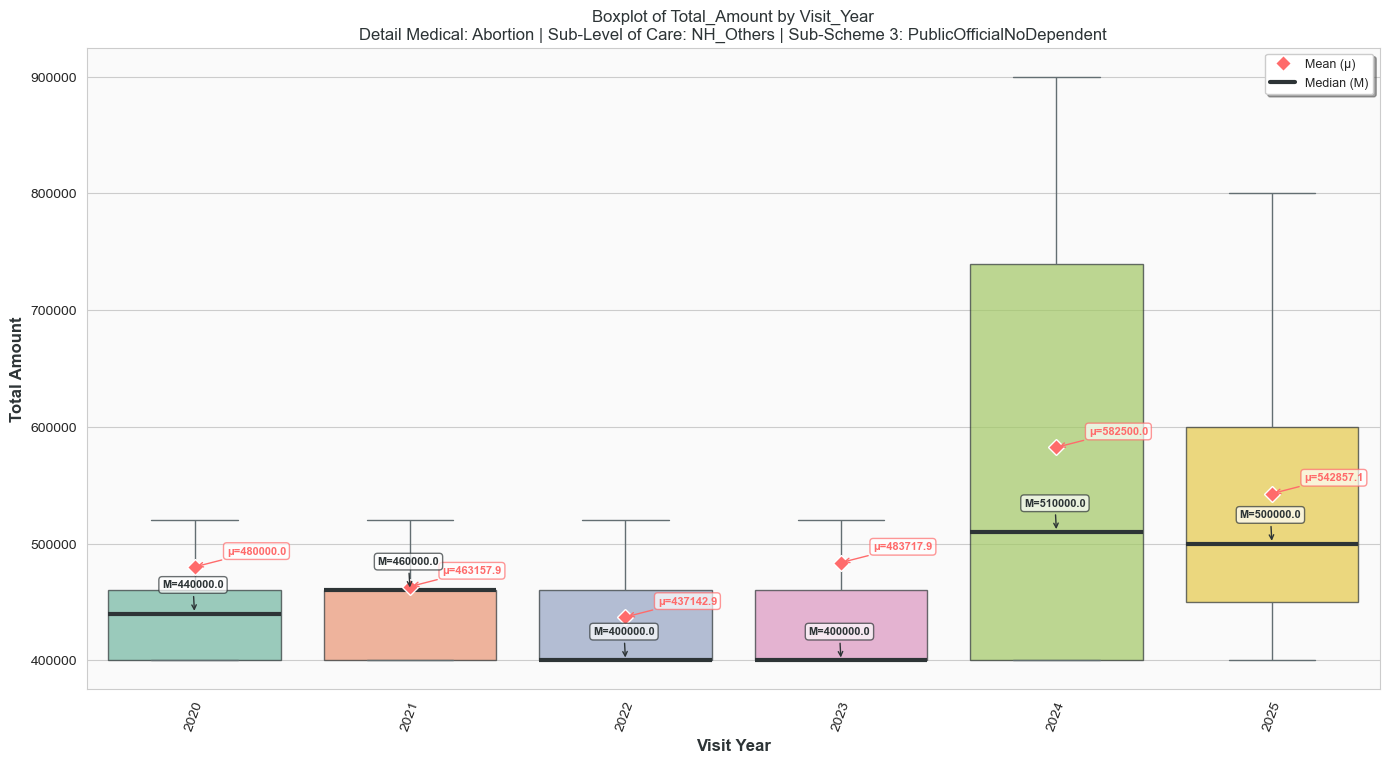 Boxplot of Total_Amount by Visit_Year
Detail Medical: Abortion | Sub-Level of Care: NH_Others | Sub-Scheme 3: PublicOfficialNoDependent
Mean (μ)
Median (M)
Total Amount
900000
800000
700000
600000
500000
400000
μ=480000.0
M=440000.0
M=460000.0
μ=463157.9
μ=437142.9
M=400000.0
μ=483717.9
M=400000.0
μ=582500.0
M=510000.0
μ=542857.1
M=500000.0
2020
2021
2022
2023
2024
2025
Visit Year